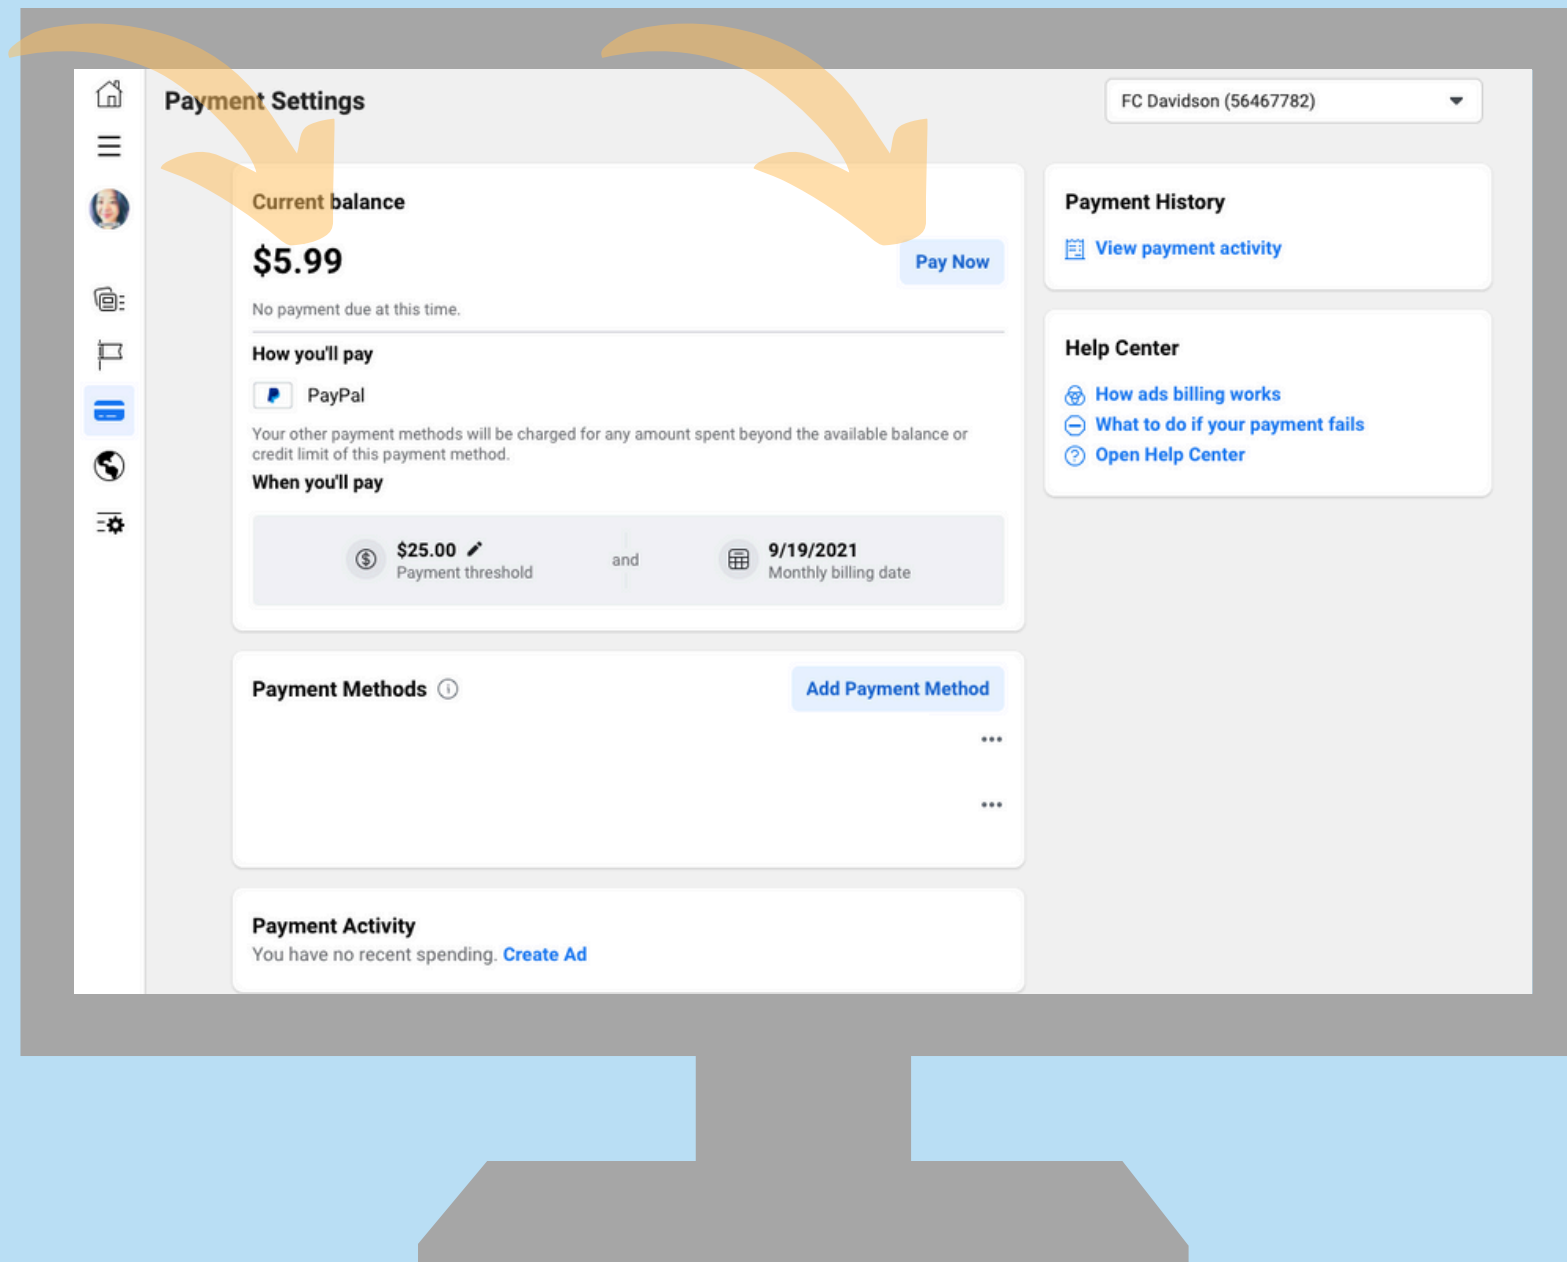 Payment Settings
FC Davidson (56467782)
Current balance
$5.99
Pay Now
No payment due at this time.
How you'll pay
PayPal
Your other payment methods will be charged for any amount spent beyond the available balance or
credit limit of this payment method.
When you'll pay
$25.00
Payment threshold
and
9/19/2021
Monthly billing date
Payment Methods
Add Payment Method
Payment Activity
You have no recent spending. Create Ad
Payment History
View payment activity
Help Center
How ads billing works
What to do if your payment fails
Open Help Center